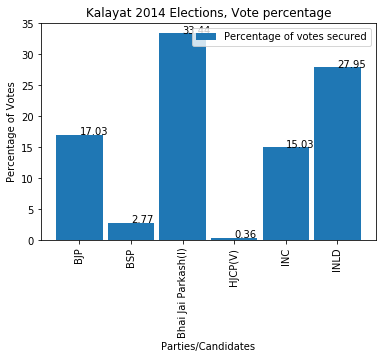 Kalayat 2014 Elections, Vote percentage
Percentage of votes secured
Percentage of Votes
35
30
25
20
15
10
5
0
17.03
2.77
33.44
0.36
15.03
27.95
BJP
BSP
Bhai Jai Parkash(I)
HJCP(V)
INC
INLD
Parties/Candidates